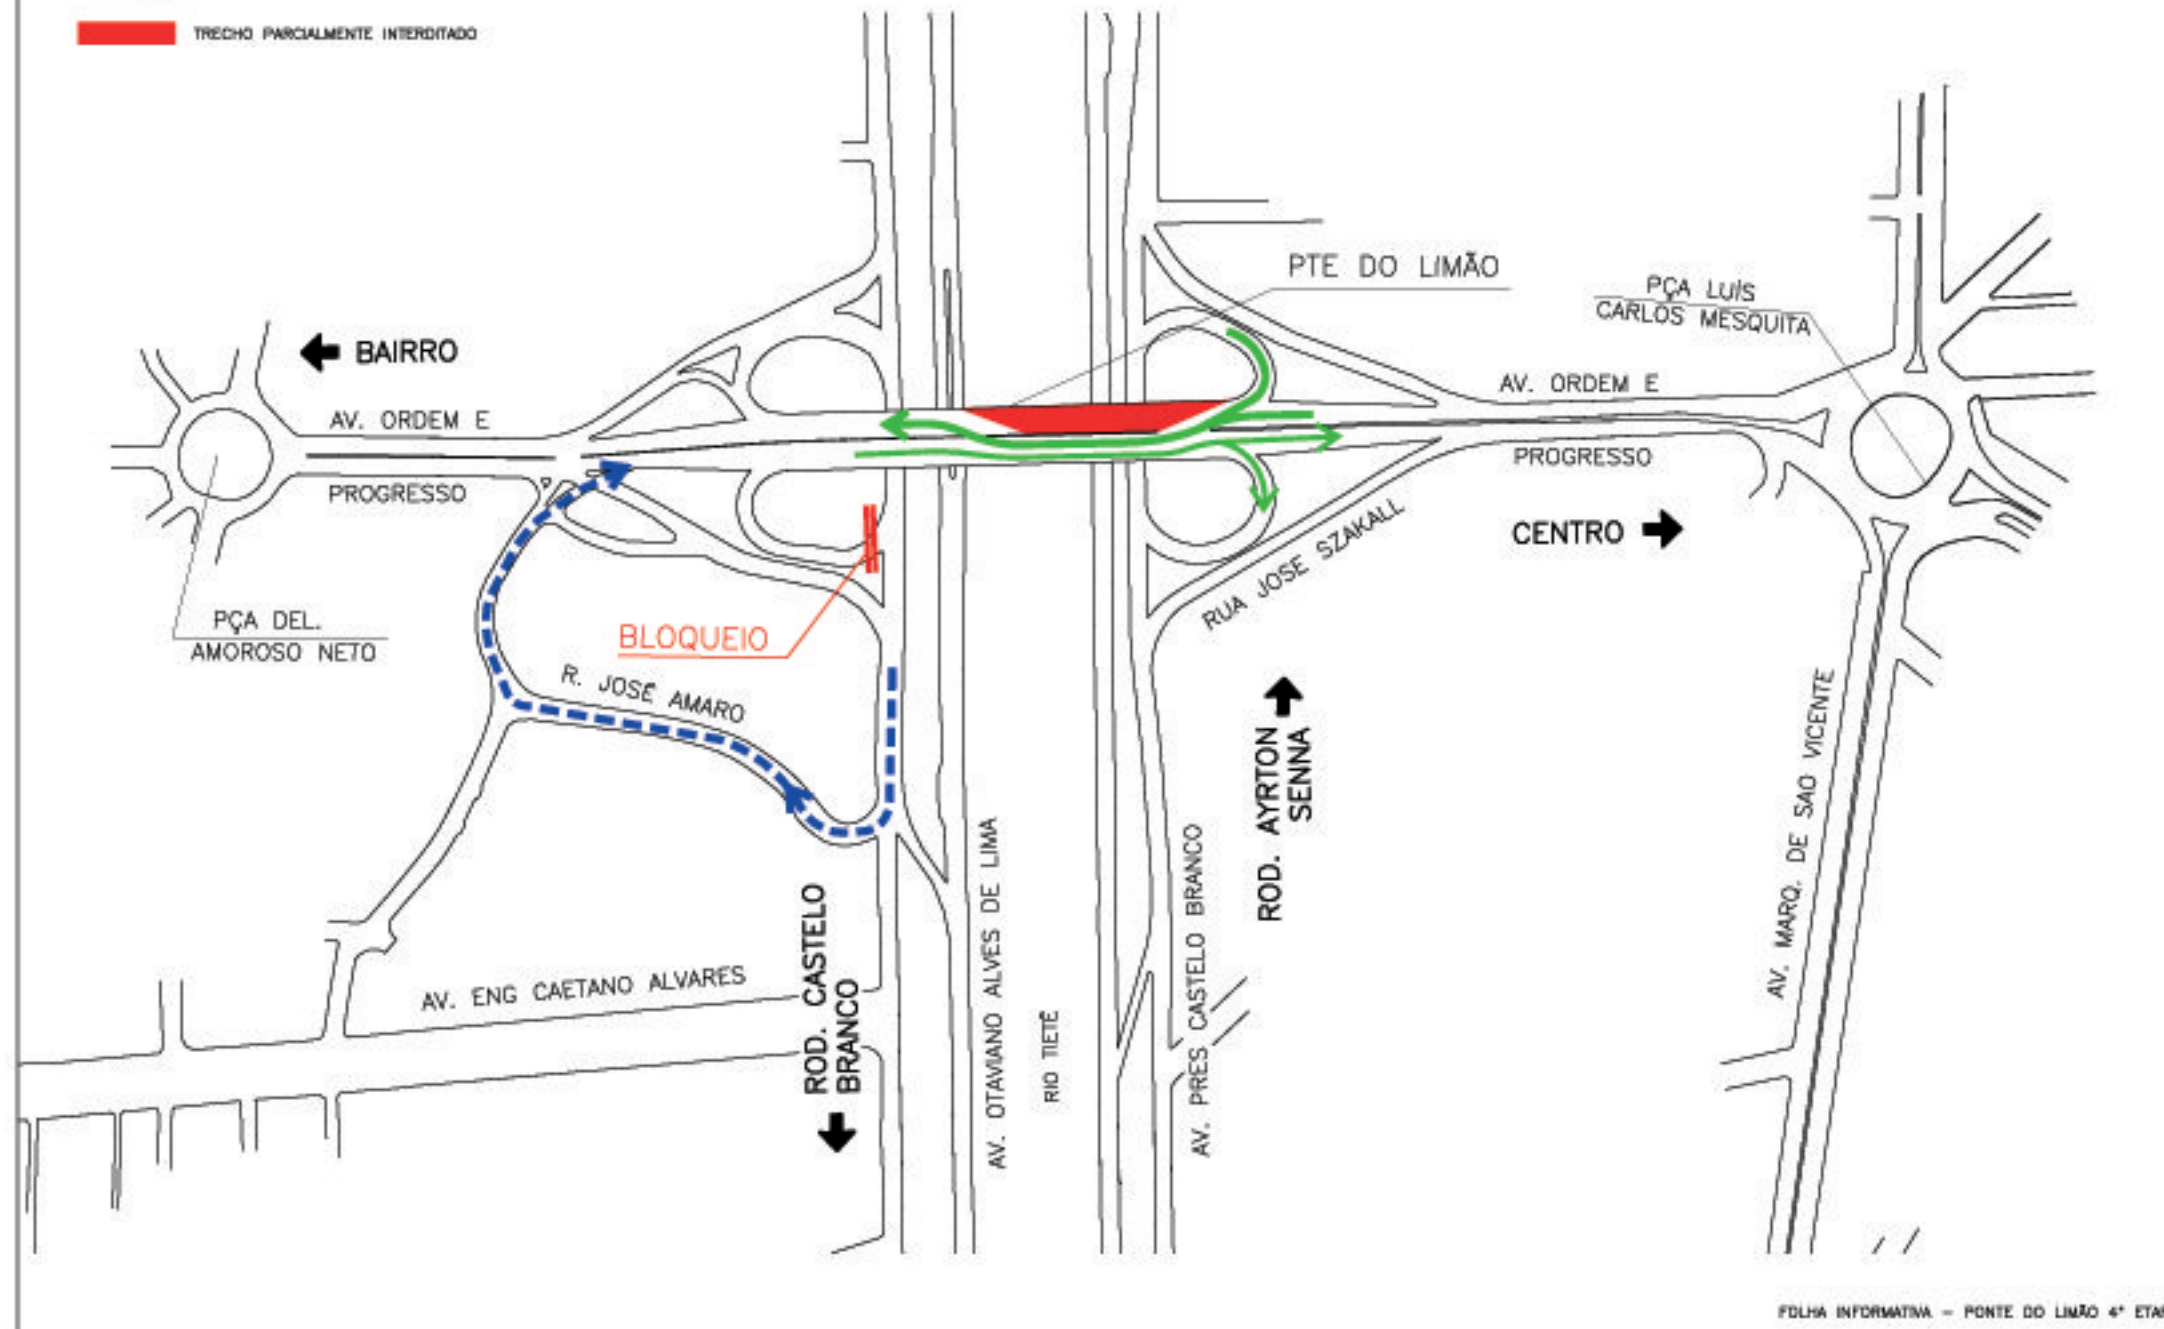 TRECHO PARCIALMENTE INTERDITADO
PTE DO LIMÃO
PÇA LUÍS
CARLOS MESQUITA
BAIRRO
AV. ORDEM E
PROGRESSO
AV. ORDEM E
PROGRESSO
CENTRO
RUA JOSE SZAKALL
PÇA DEL.
AMOROSO NETO
BLOQUEIO
R. JOSÉ AMARO
ROD. AYRTON
SENNA
AV. MARQ. DE SAO VICENTE
AV. ENG CAETANO ALVARES
ROD. CASTELO
BRANCO
AV. OTAVIANO ALVES DE LIMA
RIO TIETÊ
AV. PRES CASTELO BRANCO
FOLHA INFORMATIVA – PONTE DO LIMÃO 4ª